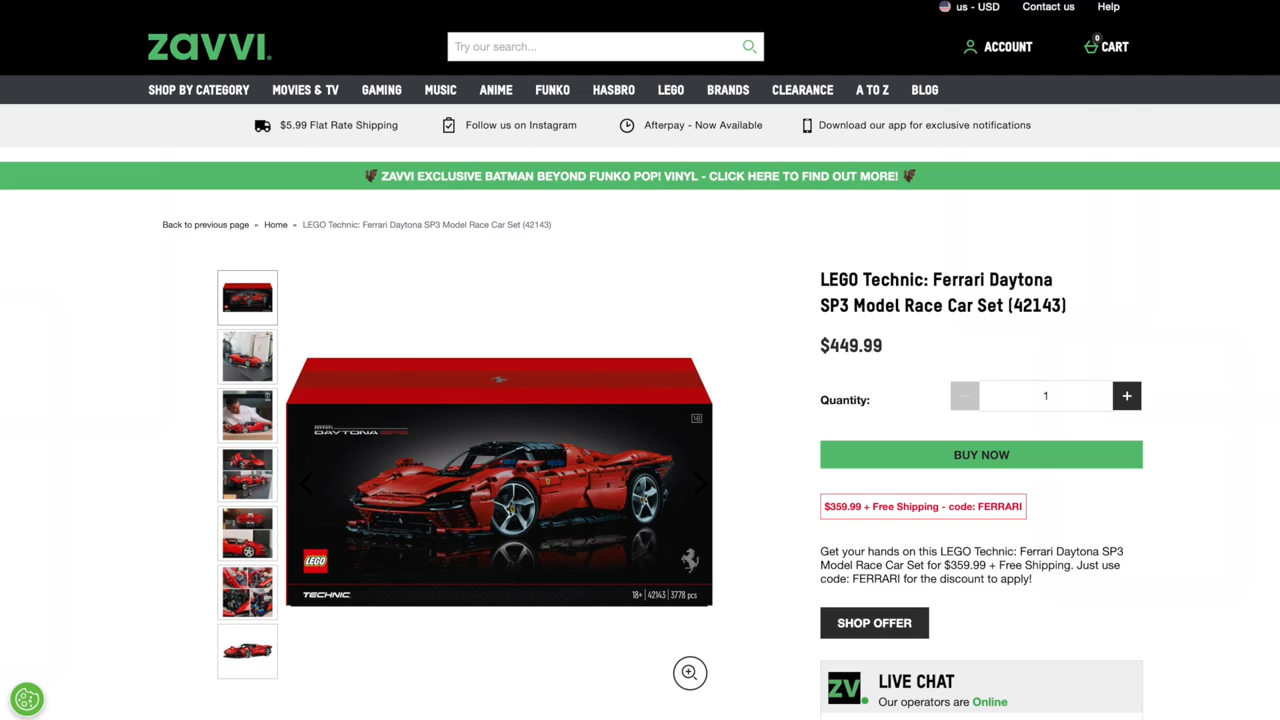 us - USD
Contact us
Help
ZAVVI.
Try our search...
ACCOUNT
0
CART
SHOP BY CATEGORY
MOVIES & TV
GAMING
MUSIC
ANIME
FUNKO
HASBRO
LEGO
BRANDS
CLEARANCE
A TO Z
BLOG
$5.99 Flat Rate Shipping
Follow us on Instagram
Afterpay - Now Available
Download our app for exclusive notifications
ZAVVI EXCLUSIVE BATMAN BEYOND FUNKO POP! VINYL - CLICK HERE TO FIND OUT MORE!
Back to previous page » Home » LEGO Technic: Ferrari Daytona SP3 Model Race Car Set (42143)
FERRARI
DAYTONA SP3
LEGO
TECHNIC
18+ | 42143 | 3778 pcs
LEGO Technic: Ferrari Daytona
SP3 Model Race Car Set (42143)
$449.99
Quantity:
1
+
BUY NOW
$359.99 + Free Shipping - code: FERRARI
Get your hands on this LEGO Technic: Ferrari Daytona SP3
Model Race Car Set for $359.99 + Free Shipping. Just use
code: FERRARI for the discount to apply!
SHOP OFFER
ZV
LIVE CHAT
Our operators are Online